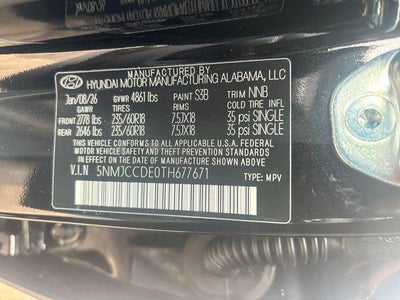 MANUFACTURED BY
HYUNDAI MOTOR MANUFACTURING ALABAMA, LLC
Jan/08/26 GVWR 4861 lbs PAINT S3B TRIM NNB
TIRES RIMS COLD TIRE INFL
FRONT 2778 lbs 235/60R18 7.5JX18 35 psi SINGLE
REAR 2646 lbs 235/60R18 7.5JX18 35 psi SINGLE
THIS VEHICLE CONFORMS TO ALL APPLICABLE U.S.A. FEDERAL MOTOR
VEHICLE SAFETY AND THEFT PREVENTION STANDARDS IN EFFECT
ON THE DATE OF MANUFACTURE SHOWN ABOVE.
V.I.N 5NMJCCDE0TH677671 TYPE: MPV